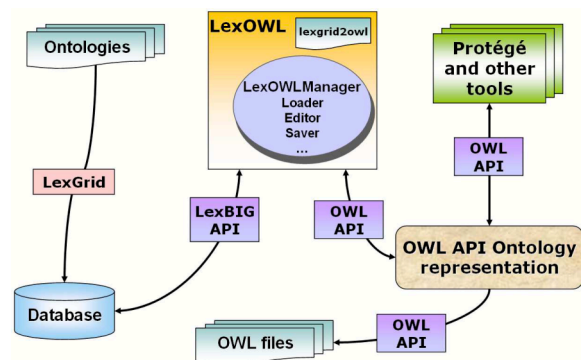 Ontologies
LexOWL
lexgrid2owl
LexOWLManager
Loader
Editor
Saver
...
Protégé
and other
tools
LexGrid
LexBIG
API
OWL
API
OWL
API
OWL API Ontology
representation
Database
OWL files
OWL
API